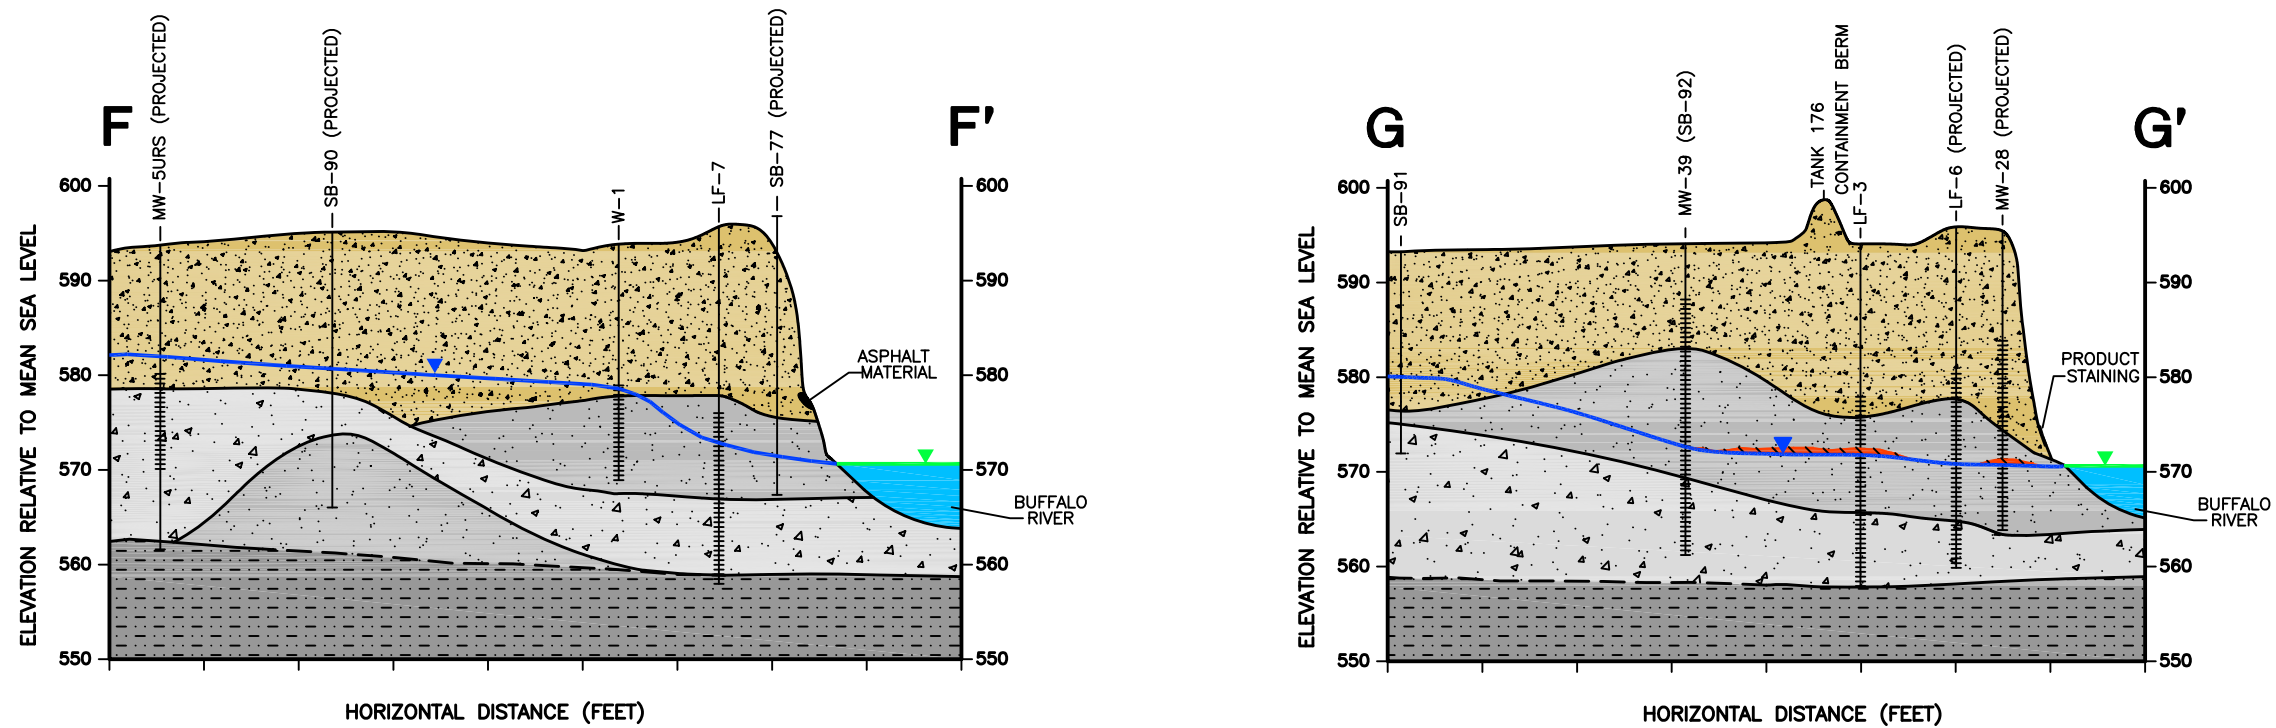 F
F'
MW-5URS (PROJECTED)
SB-90 (PROJECTED)
W-1
LF-7
SB-77 (PROJECTED)
ELEVATION RELATIVE TO MEAN SEA LEVEL
600
590
580
570
560
550
600
590
580
570
560
550
ASPHALT
MATERIAL
BUFFALO
RIVER
HORIZONTAL DISTANCE (FEET)
G
G'
SB-91
MW-39 (SB-92)
TANK 176
CONTAINMENT BERM
LF-3
LF-6 (PROJECTED)
MW-28 (PROJECTED)
ELEVATION RELATIVE TO MEAN SEA LEVEL
600
590
580
570
560
550
600
590
580
570
560
550
PRODUCT
STAINING
BUFFALO
RIVER
HORIZONTAL DISTANCE (FEET)